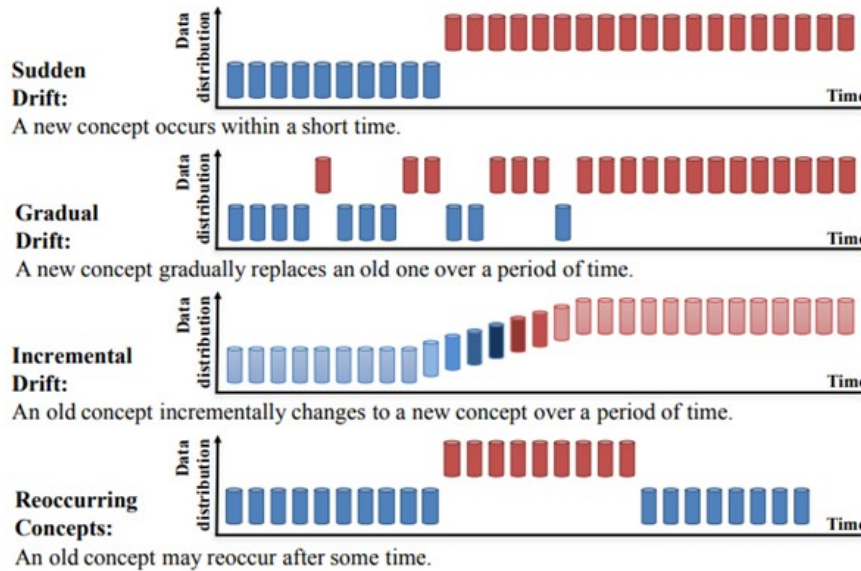 Data
distribution
Sudden
Drift:
Time
A new concept occurs within a short time.
Data
distribution
Gradual
Drift:
Time
A new concept gradually replaces an old one over a period of time.
Data
distribution
Incremental
Drift:
Time
An old concept incrementally changes to a new concept over a period of time.
Data
distribution
Reoccurring
Concepts:
Time
An old concept may reoccur after some time.